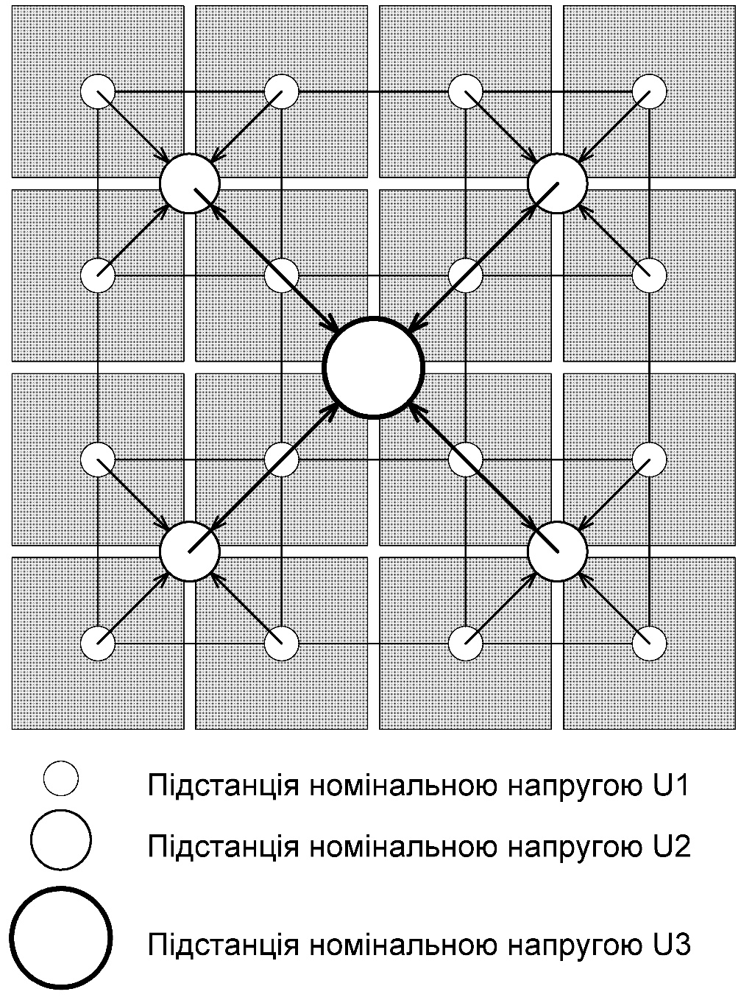 Підстанція номінальною напругою U1
Підстанція номінальною напругою U2
Підстанція номінальною напругою U3